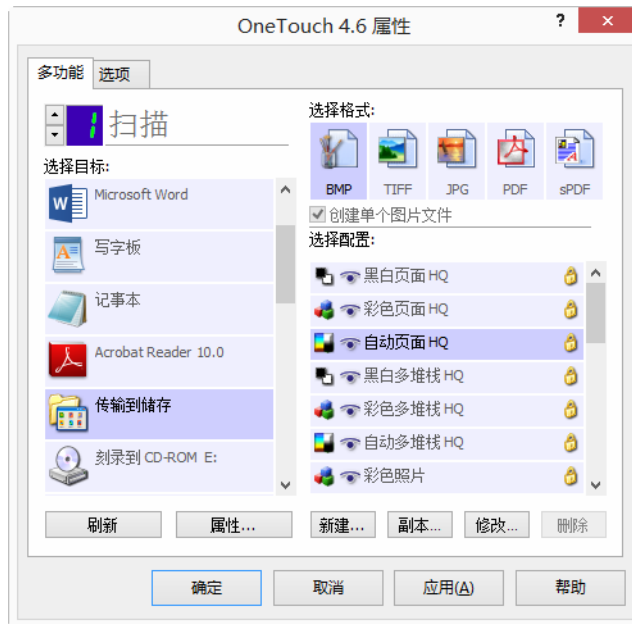 OneTouch 4.6 属性
?
多功能 选项
1 扫描
选择目标:
Microsoft Word
写字板
记事本
Acrobat Reader 10.0
传输到储存
刻录到 CD-ROM E:
刷新 属性...
选择格式:
BMP TIFF JPG PDF sPDF
创建单个图片文件
选择配置:
黑白页面 HQ
彩色页面 HQ
自动页面 HQ
黑白多堆栈 HQ
彩色多堆栈 HQ
自动多堆栈 HQ
彩色照片
新建... 副本... 修改... 删除
确定 取消 应用(A) 帮助